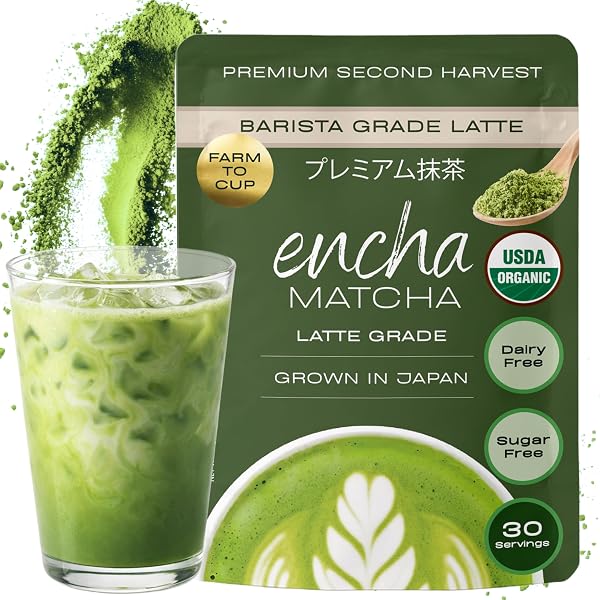 PREMIUM SECOND HARVEST
BARISTA GRADE LATTE
FARM
TO
CUP
プレミアム抹茶
encha
MATCHA
USDA
ORGANIC
LATTE GRADE
Dairy
Free
GROWN IN JAPAN
Sugar
Free
30
Servings